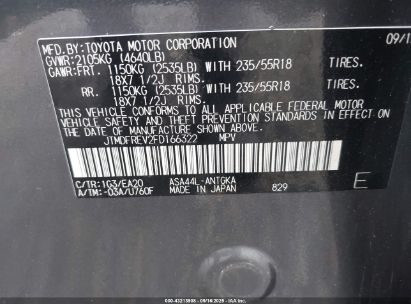 MFD.BY:TOYOTA MOTOR CORPORATION 09/1
GVWR:2105KG (4640LB)
GAWR:FRT. 1150KG (2535LB) WITH 235/55R18 TIRES.
18X7 1/2J RIMS.
RR. 1150KG (2535LB) WITH 235/55R18 TIRES.
18X7 1/2J RIMS.
THIS VEHICLE CONFORMS TO ALL APPLICABLE FEDERAL MOTOR
VEHICLE SAFETY STANDARDS IN EFFECT ON THE DATE OF
MANUFACTURE SHOWN ABOVE.
JTMDFREV2FD166322 MPV
C/TR:1G3/EA20 ASA44L-ANTGKA
A/TM:-03A/U760F MADE IN JAPAN 829 E